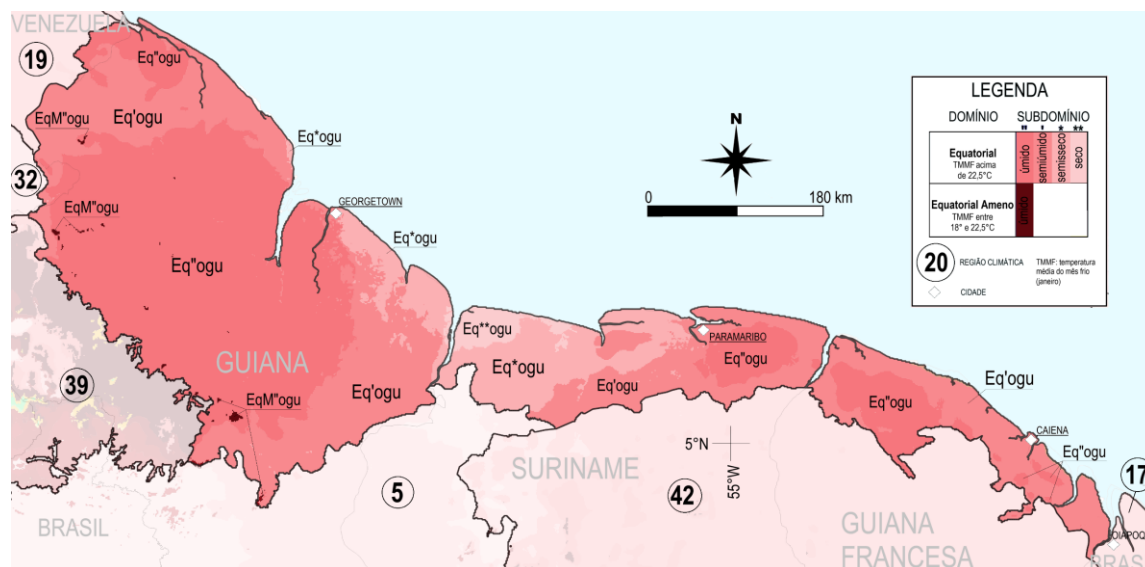 VENEZUELA
19
Eq"ogu
Eq'ogu
EqM"ogu
Eq*ogu
32
EqM"ogu
GEORGETOWN
Eq*ogu
Eq"ogu
N
0
180 km
LEGENDA
DOMÍNIO
SUBDOMÍNIO
" ' * **
Equatorial
TMMF acima
de 22,5°C
úmido
semiúmido
semisseco
seco
Equatorial Ameno
TMMF entre
18° e 22,5°C
úmido
20
REGIÃO CLIMÁTICA
TMMF: temperatura
média do mês frio
(janeiro)
CIDADE
Eq**ogu
PARAMARIBO
GUIANA
Eq*ogu
Eq"ogu
39
Eq'ogu
Eq'ogu
Eq'ogu
EqM"ogu
Eq"ogu
CAIENA
5°N
Eq"ogu
55°W
SURINAME
5
42
17
BRASIL
GUIANA
FRANCESA
OIAPOQ
BRAS